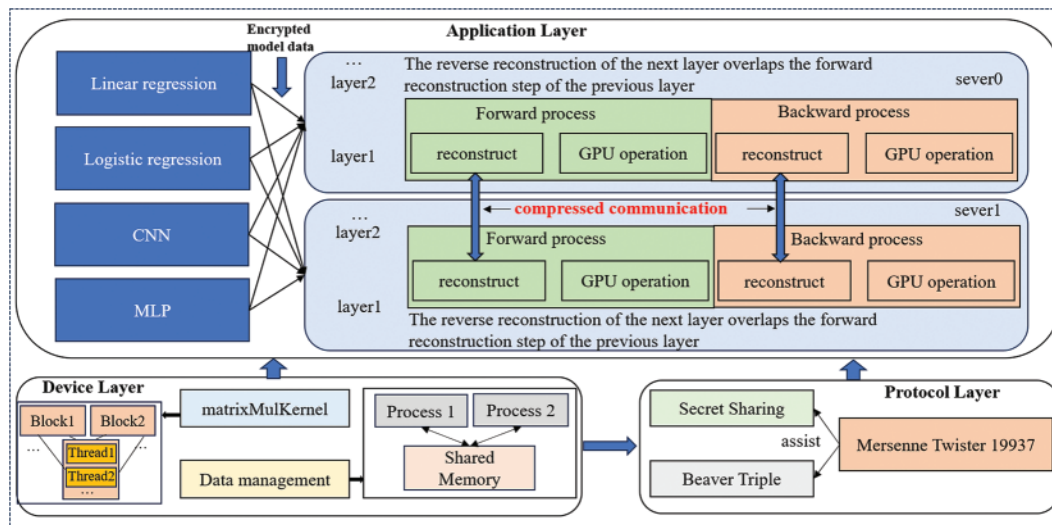 Application Layer
Encrypted
model data
Linear regression
Logistic regression
CNN
MLP
...
layer2
The reverse reconstruction of the next layer overlaps the forward
reconstruction step of the previous layer
sever0
Forward process
Backward process
layer1
reconstruct
GPU operation
reconstruct
GPU operation
compressed communication
sever1
...
layer2
Forward process
Backward process
reconstruct
GPU operation
reconstruct
GPU operation
layer1
The reverse reconstruction of the next layer overlaps the forward
reconstruction step of the previous layer
Device Layer
Block1
Block2
...
Thread1
Thread2
...
...
matrixMulKernel
Data management
Process 1
Process 2
Shared
Memory
Protocol Layer
Secret Sharing
assist
Beaver Triple
Mersenne Twister 19937